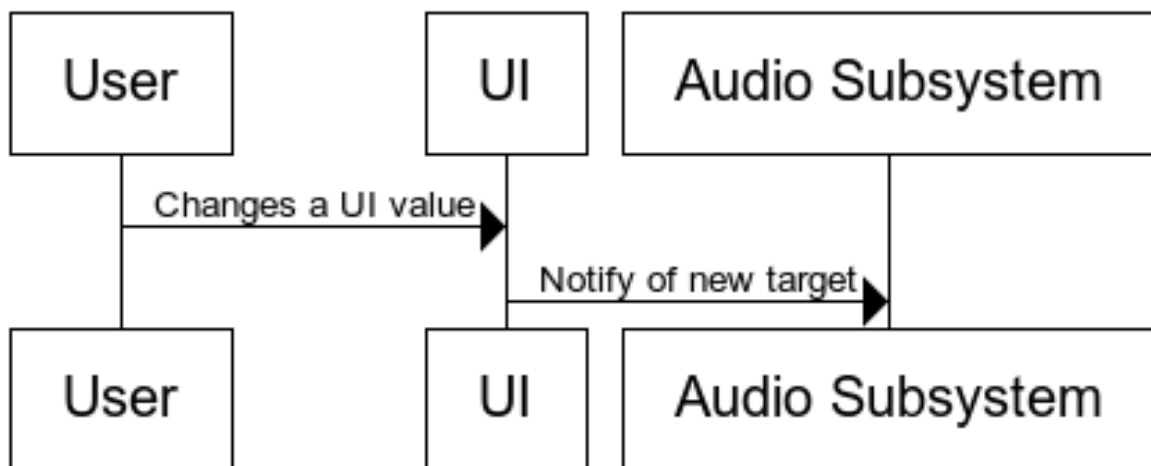 User
UI
Audio Subsystem
Changes a UI value
Notify of new target
User
UI
Audio Subsystem